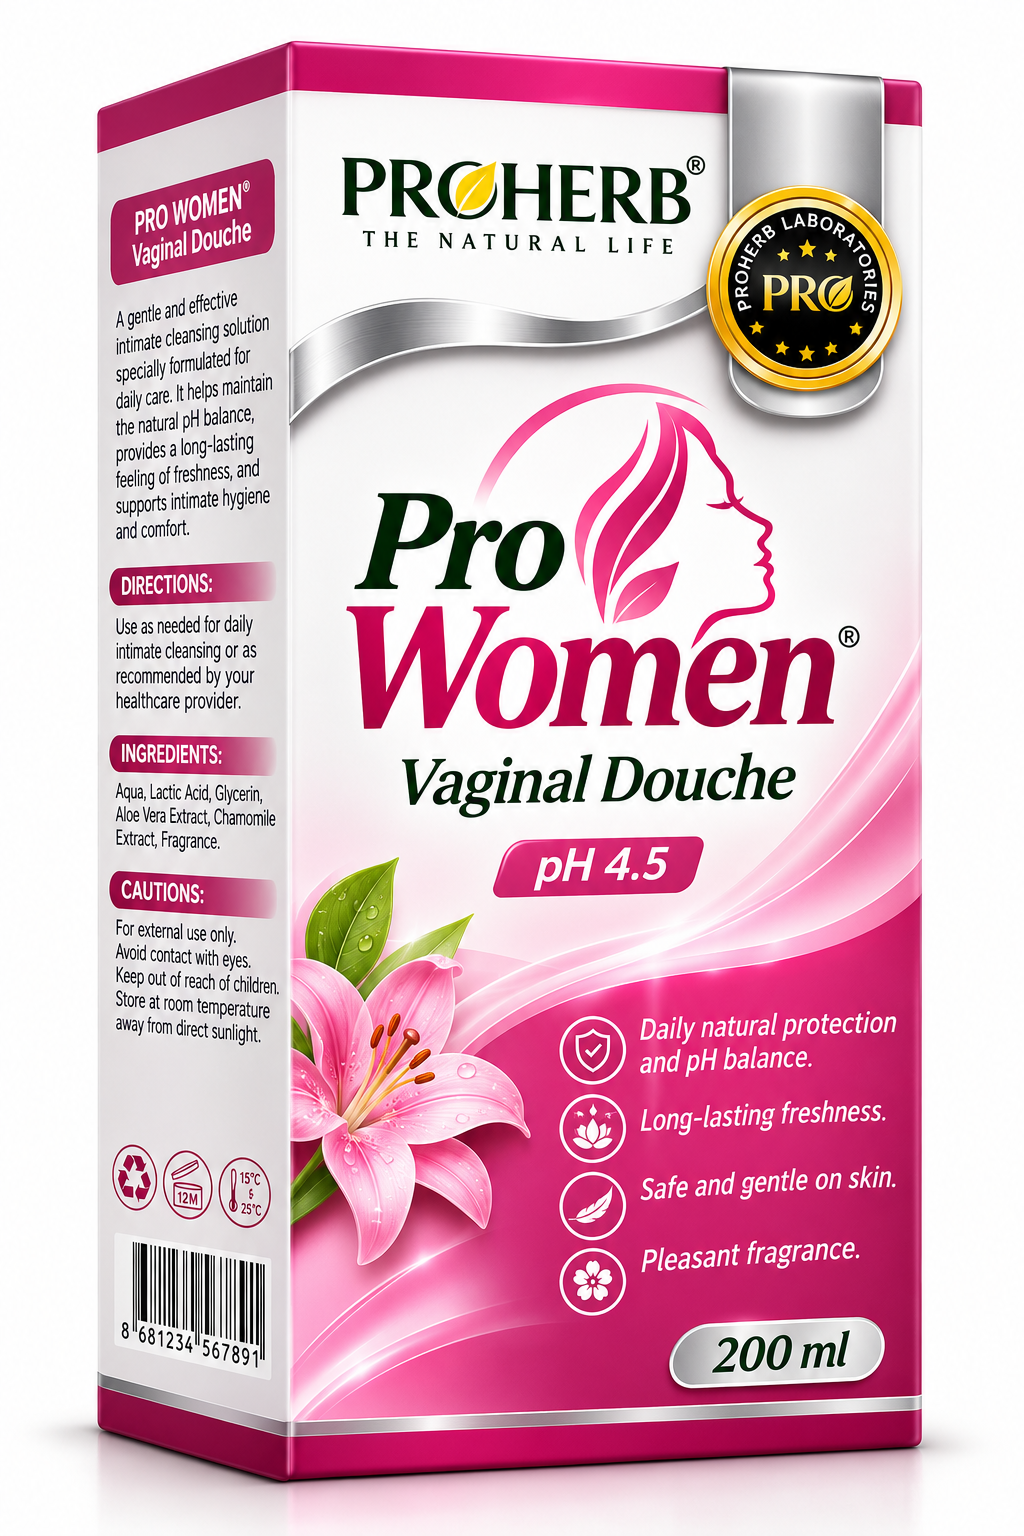 PROHERB®
THE NATURAL LIFE
PROHERB LABORATORIES
PRO
Pro
Women®
Vaginal Douche
pH 4.5
Daily natural protection
and pH balance.
Long-lasting freshness.
Safe and gentle on skin.
Pleasant fragrance.
200 ml
PRO WOMEN®
Vaginal Douche
A gentle and effective
intimate cleansing solution
specially formulated for
daily care. It helps maintain
the natural pH balance,
provides a long-lasting
feeling of freshness, and
supports intimate hygiene
and comfort.
DIRECTIONS:
Use as needed for daily
intimate cleansing or as
recommended by your
healthcare provider.
INGREDIENTS:
Aqua, Lactic Acid, Glycerin,
Aloe Vera Extract, Chamomile
Extract, Fragrance.
CAUTIONS:
For external use only.
Avoid contact with eyes.
Keep out of reach of children.
Store at room temperature
away from direct sunlight.
12M
15°C
&
25°C
8 681234 567891